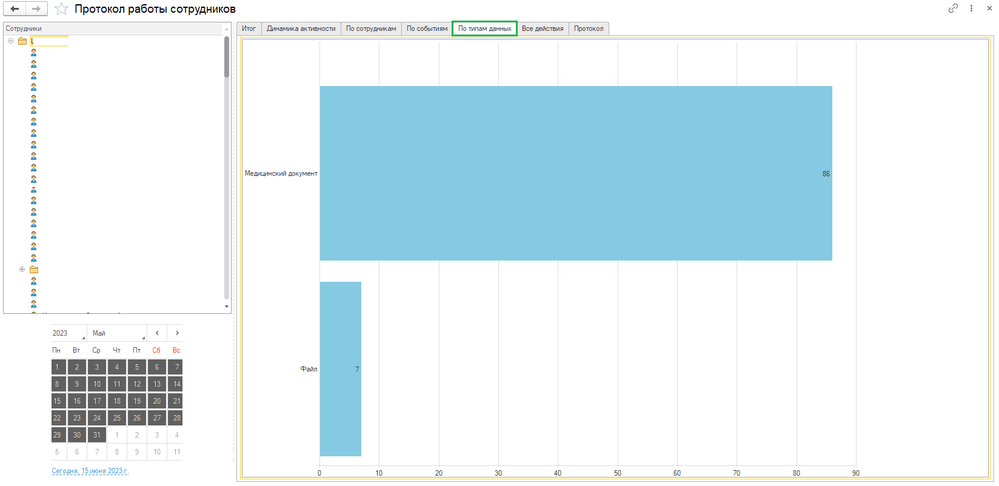 Протокол работы сотрудников
Сотрудники
L
2023 Май
Пн Вт Ср Чт Пт Сб Вс
1 2 3 4 5 6 7
8 9 10 11 12 13 14
15 16 17 18 19 20 21
22 23 24 25 26 27 28
29 30 31 1 2 3 4
5 6 7 8 9 10 11
Сегодня, 15 июня 2023 г.
Итог Динамика активности По сотрудникам По событиям По типам данных Все действия Протокол
Медицинский документ 86
Файл 7
0 10 20 30 40 50 60 70 80 90